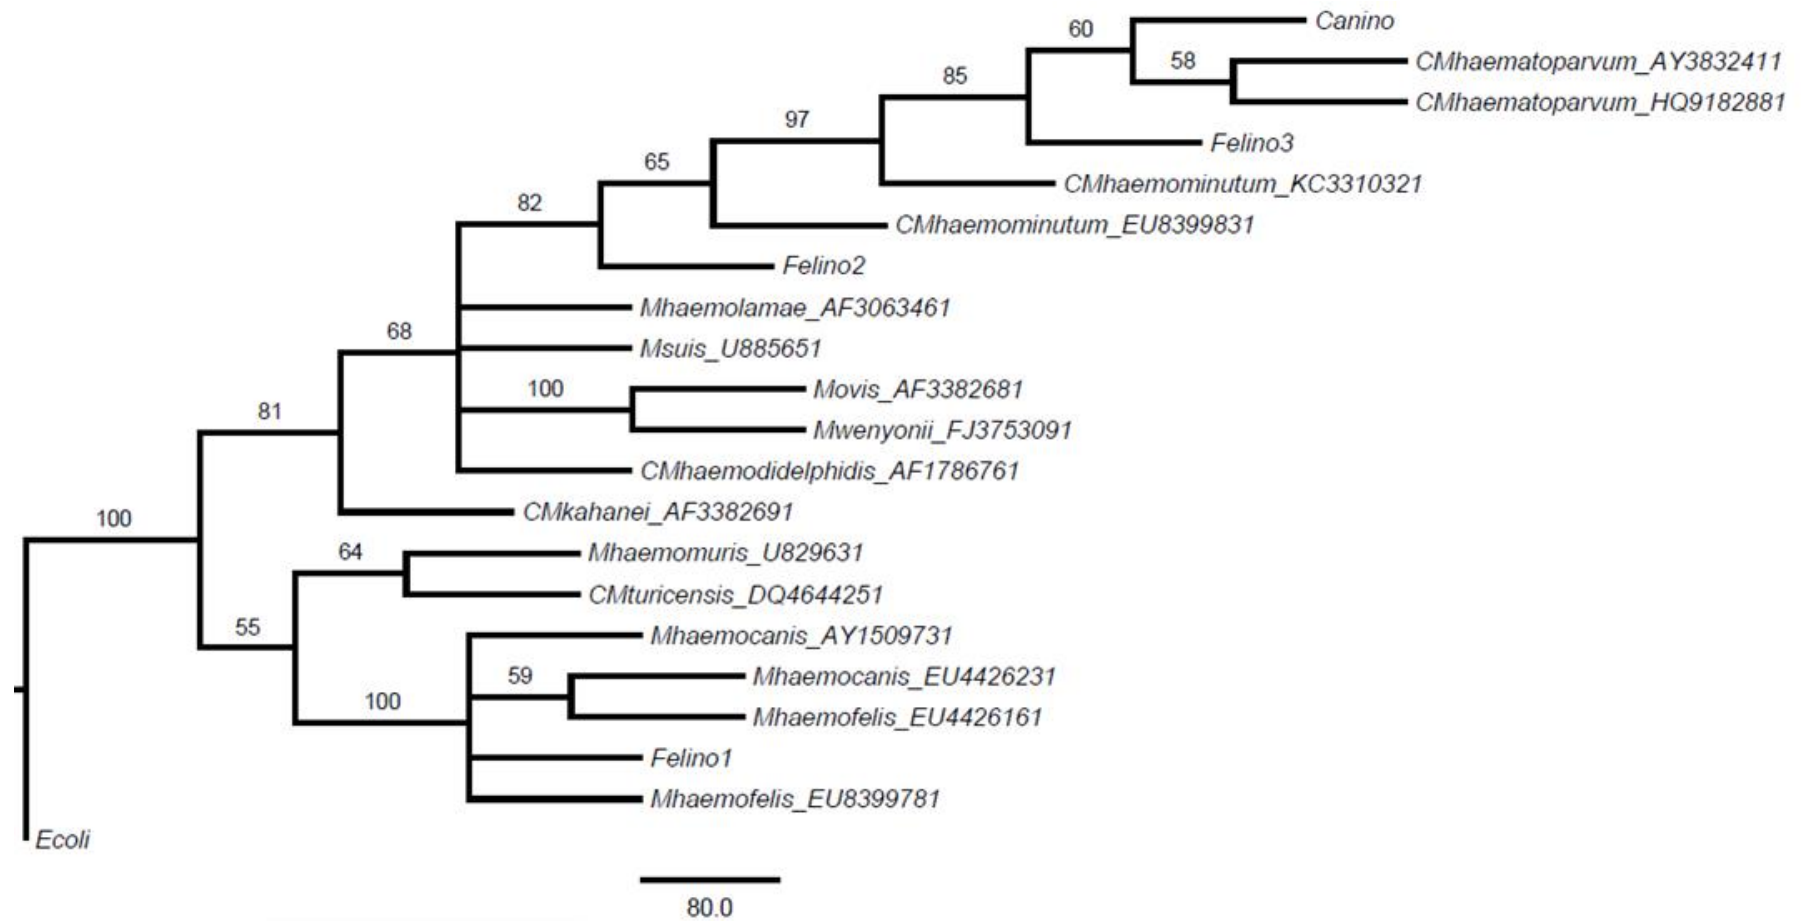 Canino
60
CMhaematoparvum_AY3832411
58
85
CMhaematoparvum_HQ9182881
97
Felino3
65
CMhaemominutum_KC3310321
82
CMhaemominutum_EU8399831
Felino2
Mhaemolamae_AF3063461
68
Msuis_U885651
100
Movis_AF3382681
81
Mwenyonii_FJ3753091
CMhaemodidelphidis_AF1786761
100
CMkahanei_AF3382691
64
Mhaemomuris_U829631
CMturicensis_DQ4644251
55
Mhaemocanis_AY1509731
59
Mhaemocanis_EU4426231
100
Mhaemofelis_EU4426161
Felino1
Mhaemofelis_EU8399781
Ecoli
80.0